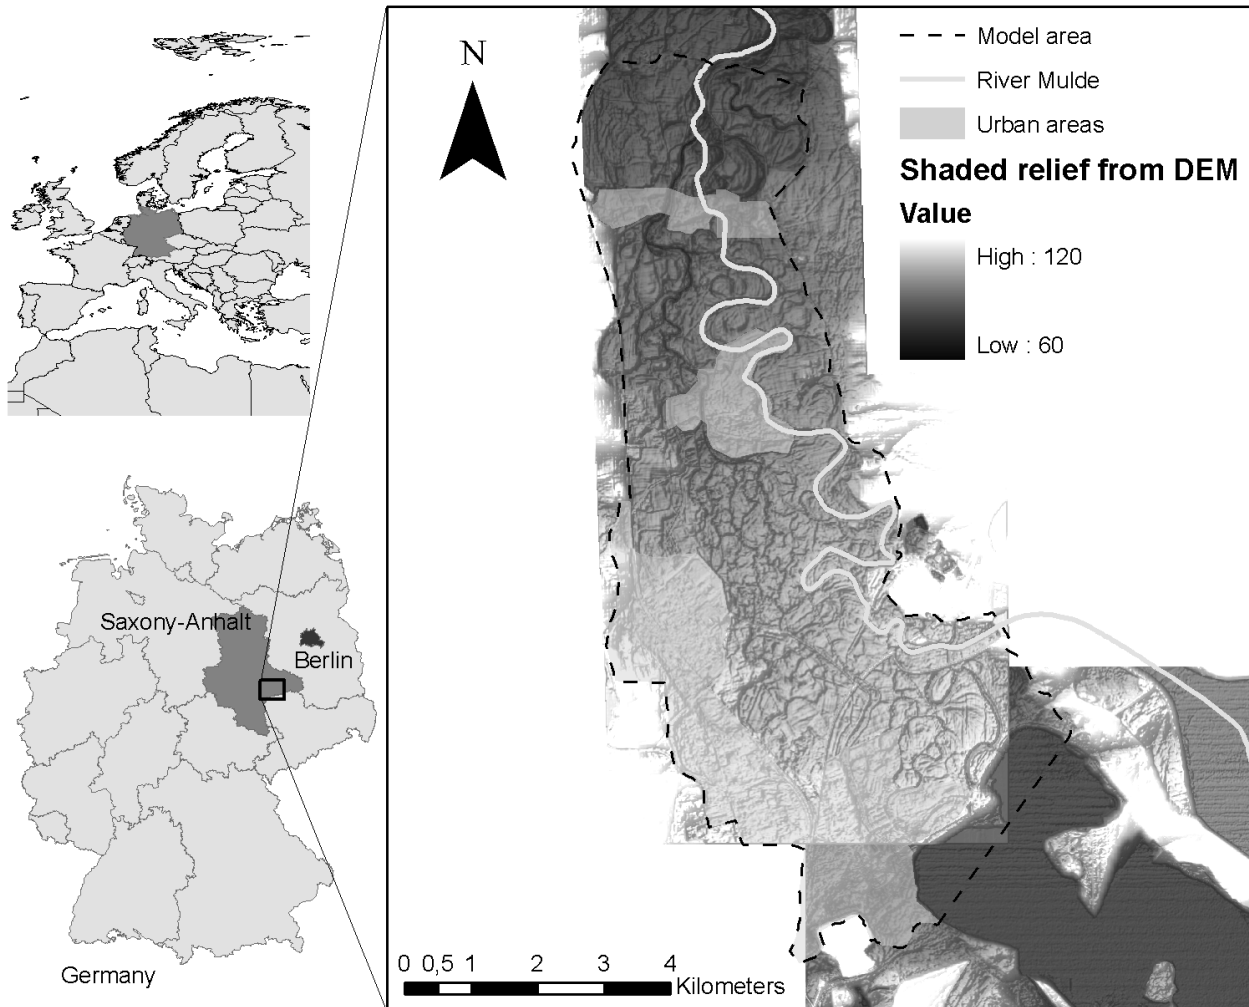 N
Model area
River Mulde
Urban areas
Shaded relief from DEM
Value
High : 120
Low : 60
Saxony-Anhalt
Berlin
Germany
0 0,5 1 2 3 4
Kilometers